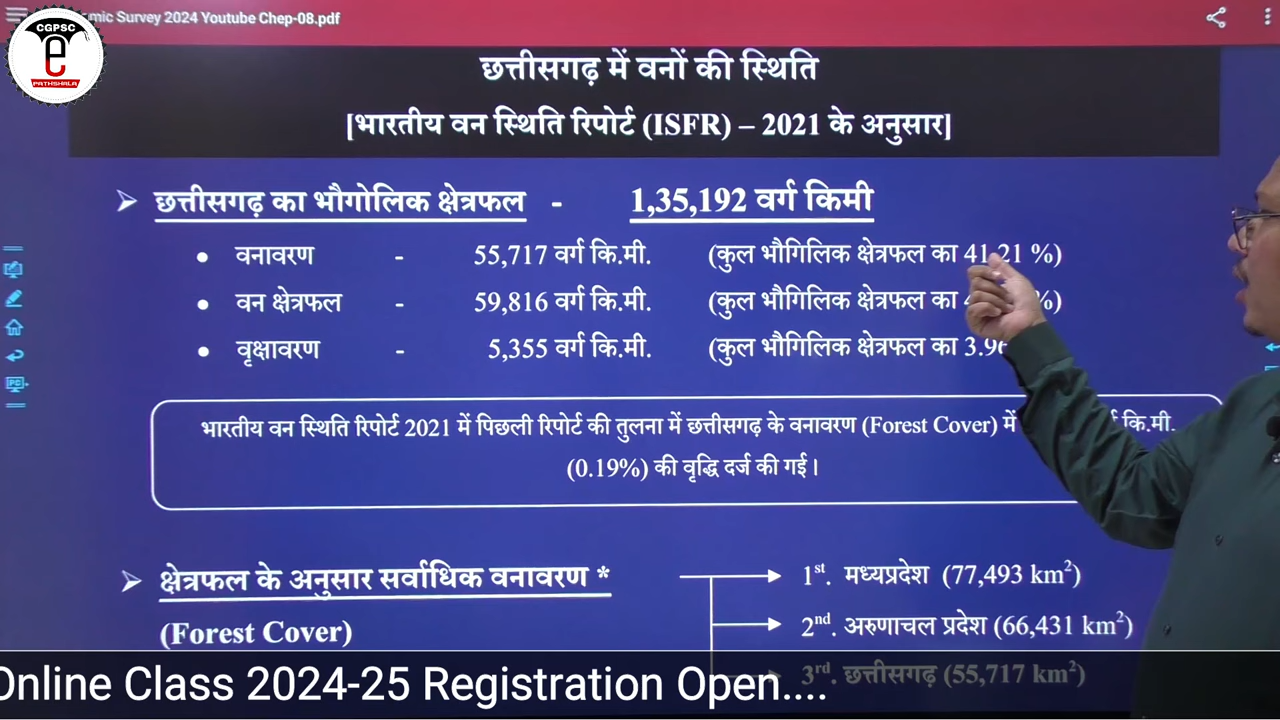 mic Survey 2024 Youtube Chep-08.pdf
CGPSC
PATHSHALA
छत्तीसगढ़ में वनों की स्थिति
[भारतीय वन स्थिति रिपोर्ट (ISFR) – 2021 के अनुसार]
➢ छत्तीसगढ़ का भौगोलिक क्षेत्रफल - 1,35,192 वर्ग किमी
• वनावरण - 55,717 वर्ग कि.मी. (कुल भौगिलिक क्षेत्रफल का 41.21 %)
• वन क्षेत्रफल - 59,816 वर्ग कि.मी. (कुल भौगिलिक क्षेत्रफल का 4 %)
• वृक्षावरण - 5,355 वर्ग कि.मी. (कुल भौगिलिक क्षेत्रफल का 3.96
भारतीय वन स्थिति रिपोर्ट 2021 में पिछली रिपोर्ट की तुलना में छत्तीसगढ़ के वनावरण (Forest Cover) में कि.मी.
(0.19%) की वृद्धि दर्ज की गई।
➢ क्षेत्रफल के अनुसार सर्वाधिक वनावरण *
(Forest Cover)
1st. मध्यप्रदेश (77,493 km²)
2nd. अरुणाचल प्रदेश (66,431 km²)
3rd. छत्तीसगढ़ (55,717 km²)
Online Class 2024-25 Registration Open....